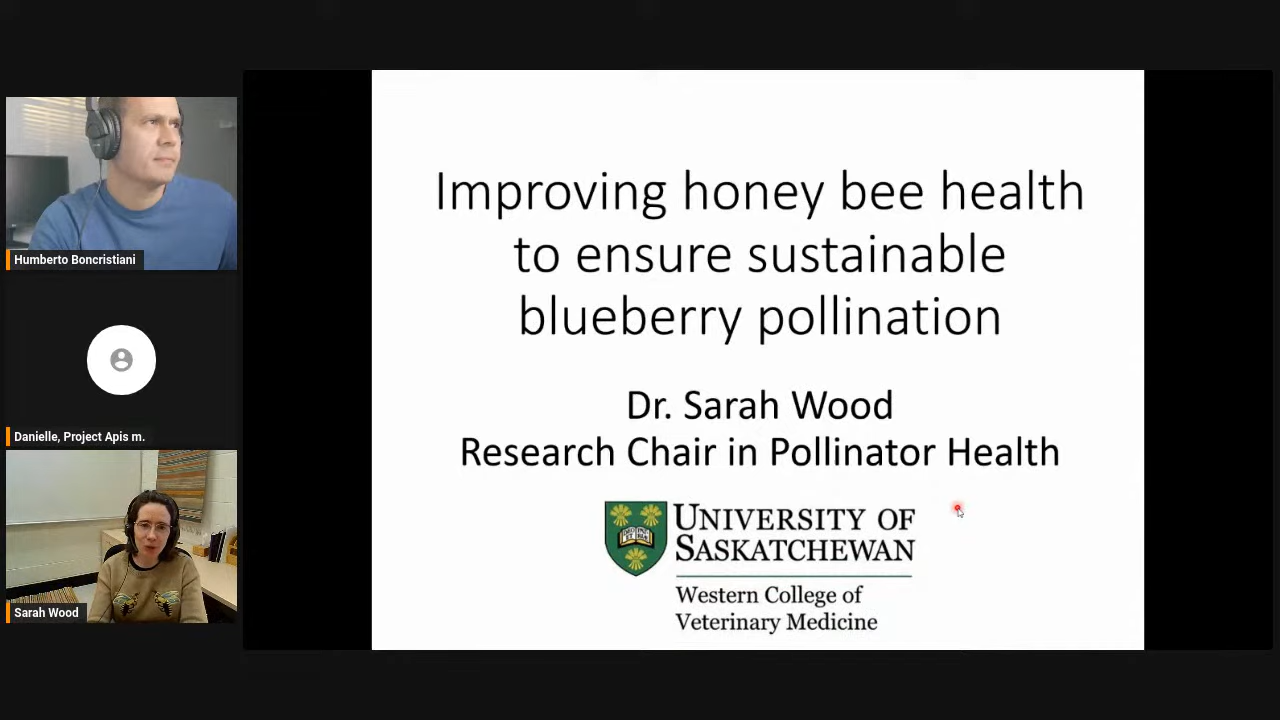 Humberto Boncristiani
Danielle, Project Apis m.
Sarah Wood
Improving honey bee health
to ensure sustainable
blueberry pollination
Dr. Sarah Wood
Research Chair in Pollinator Health
UNIVERSITY OF
SASKATCHEWAN
Western College of
Veterinary Medicine